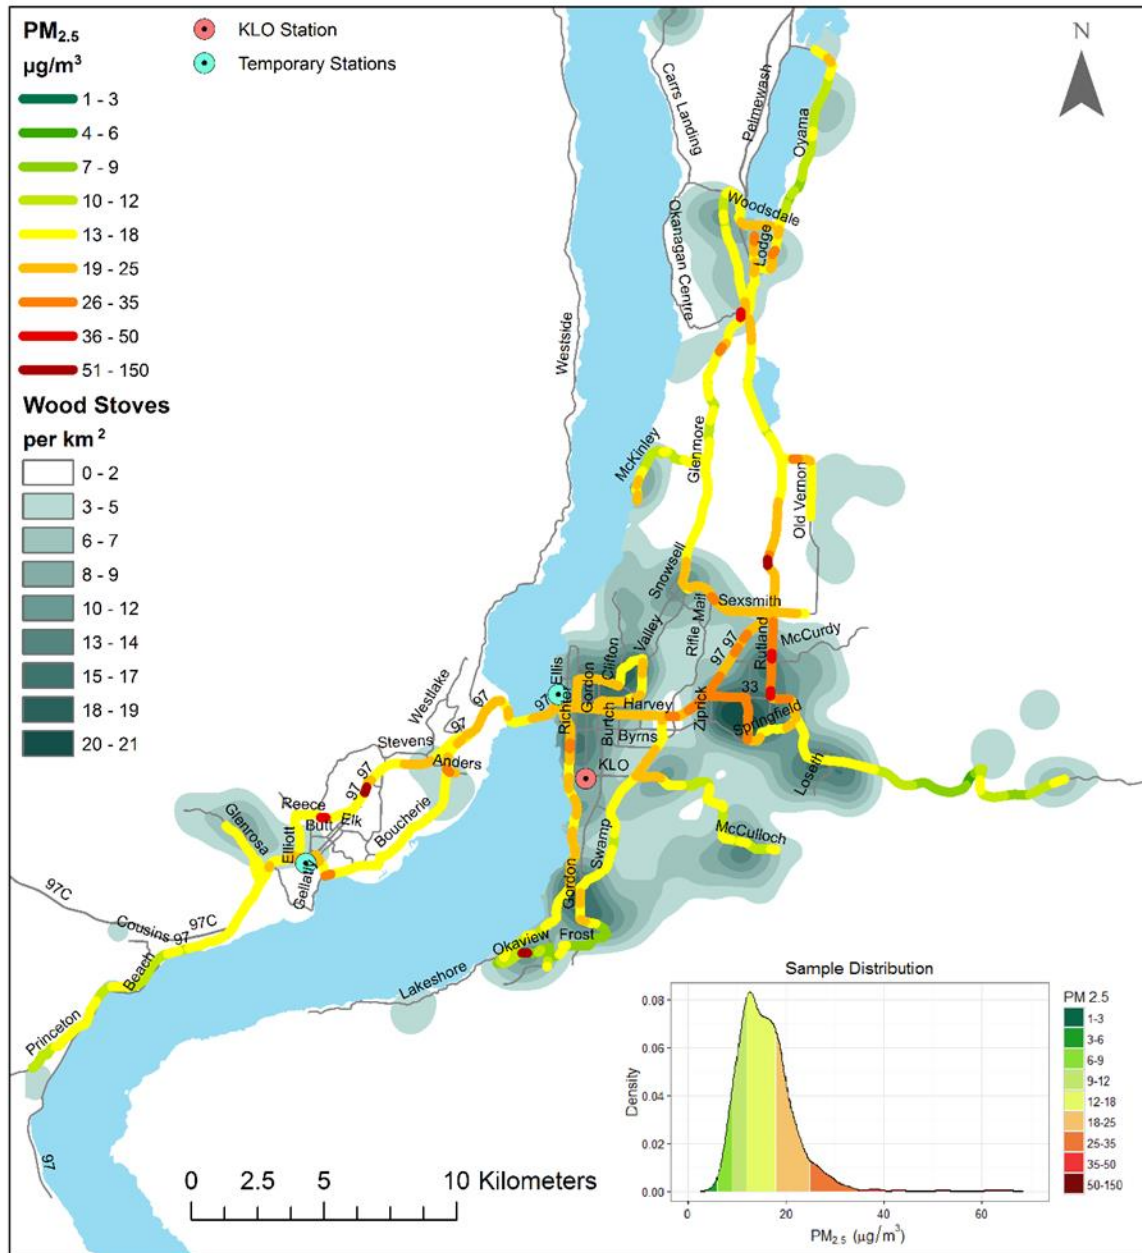 PM2.5
µg/m3
1 - 3
4 - 6
7 - 9
10 - 12
13 - 18
19 - 25
26 - 35
36 - 50
51 - 150
Wood Stoves
per km2
0 - 2
3 - 5
6 - 7
8 - 9
10 - 12
13 - 14
15 - 17
18 - 19
20 - 21
KLO Station
Temporary Stations
N
Carrs Landing
Pelmewash
Oyama
Woodsdale
Okanagan Centre
Lodge
Westside
Glenmore
McKinley
Old Vernon
Snowsell
Sexsmith
Rifle
Valley
Clifton
McCurdy
Rutland
97 97
33
Ellis
Gordon
Richter
97
Harvey
Burtch
Byrns
Ziprick
Springfield
Loseth
KLO
Westlake
97
97
Stevens
Anders
97 97
Reece
Butt
Elk
Boucherie
Glenrosa
Elliott
Gellatly
Swamp
McCulloch
Gordon
97C
Cousins
97C
97
Beach
Okaview
Frost
Lakeshore
Princeton
97
0 2.5 5 10 Kilometers
Sample Distribution
Density
0.08
0.06
0.04
0.02
0.00
0 20 40 60
PM2.5 (µg/m3)
PM 2.5
1-3
3-6
6-9
9-12
12-18
18-25
25-35
35-50
50-150